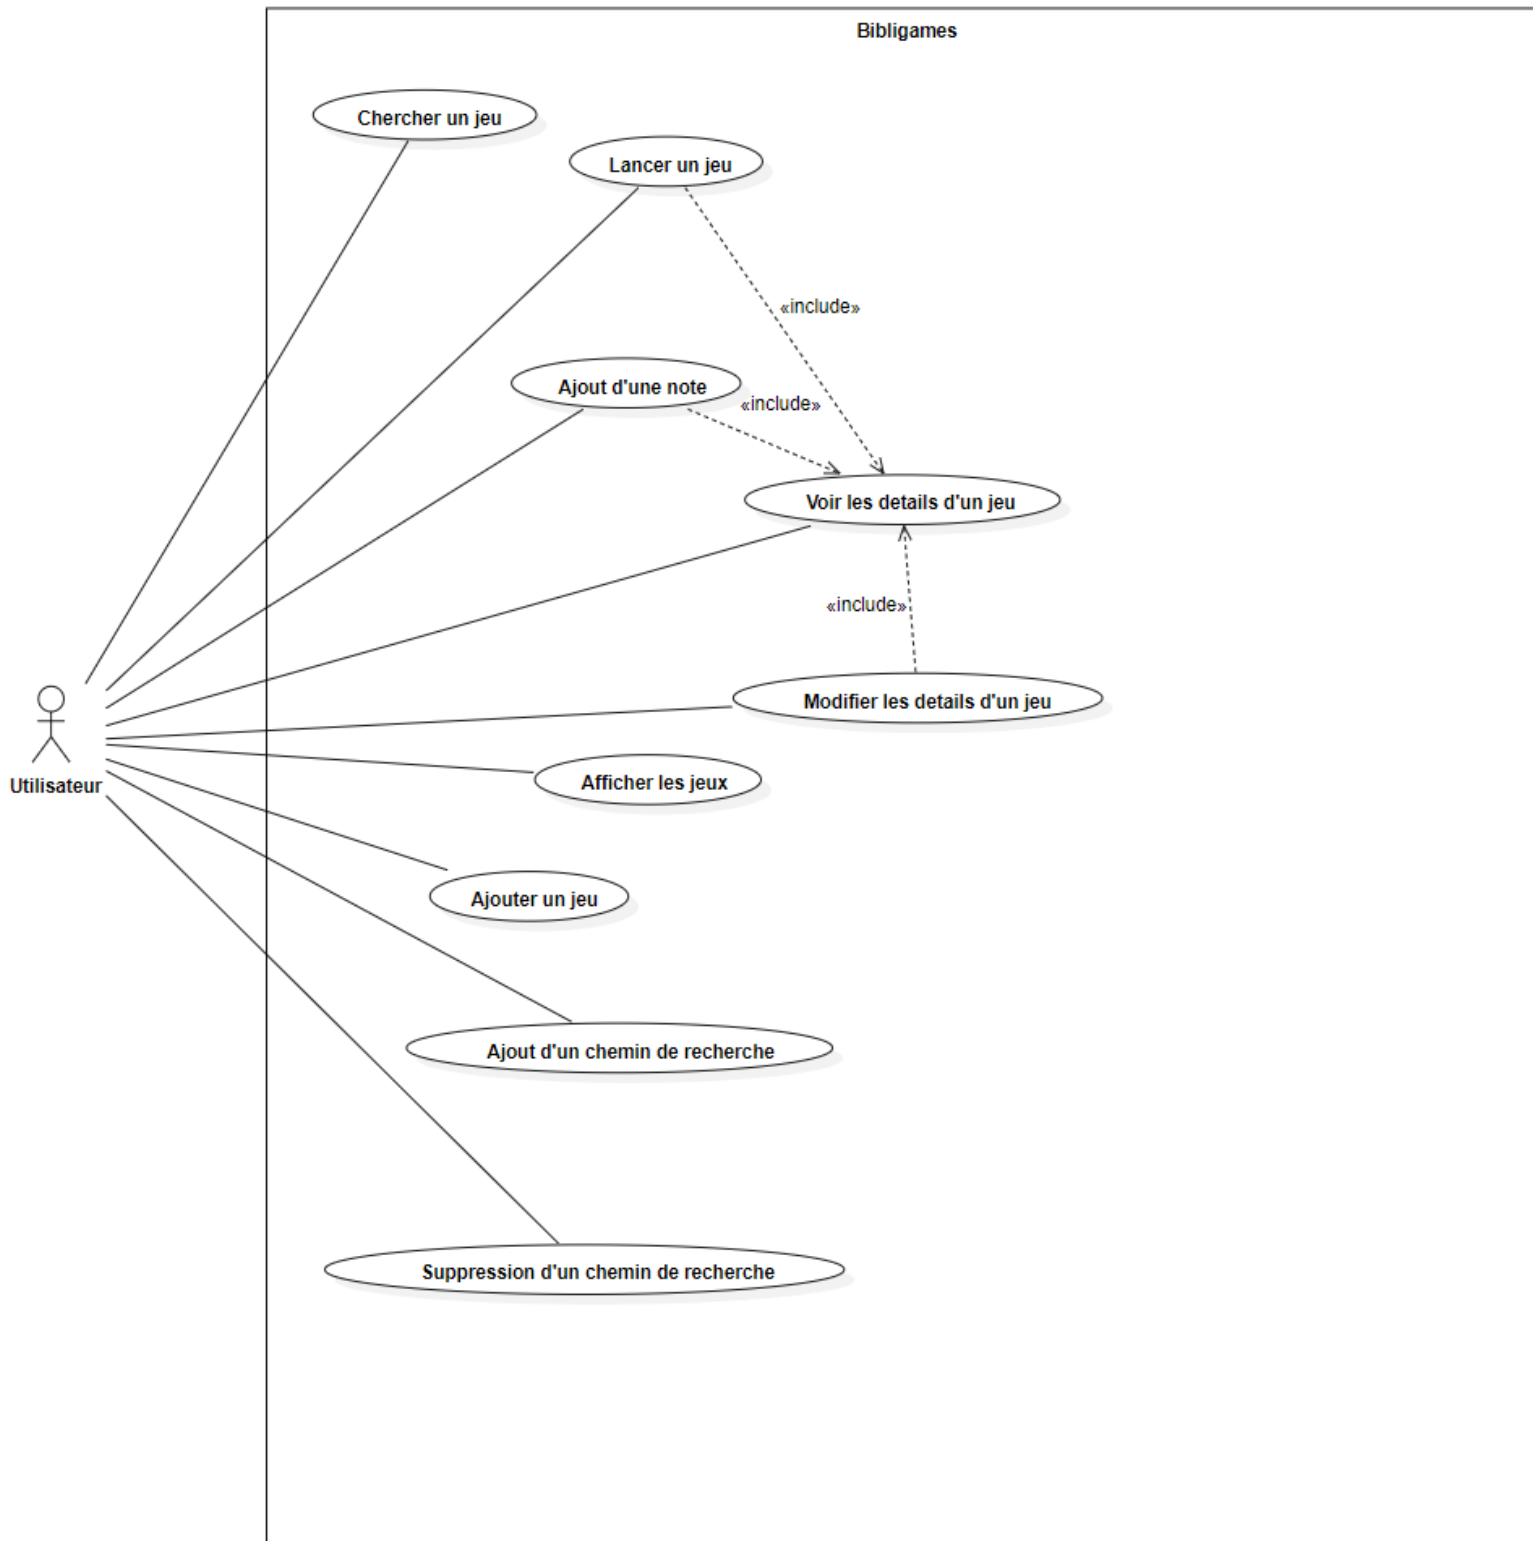 Bibligames
Chercher un jeu
Lancer un jeu
«include»
Ajout d'une note
«include»
Voir les details d'un jeu
«include»
Modifier les details d'un jeu
Utilisateur
Afficher les jeux
Ajouter un jeu
Ajout d'un chemin de recherche
Suppression d'un chemin de recherche